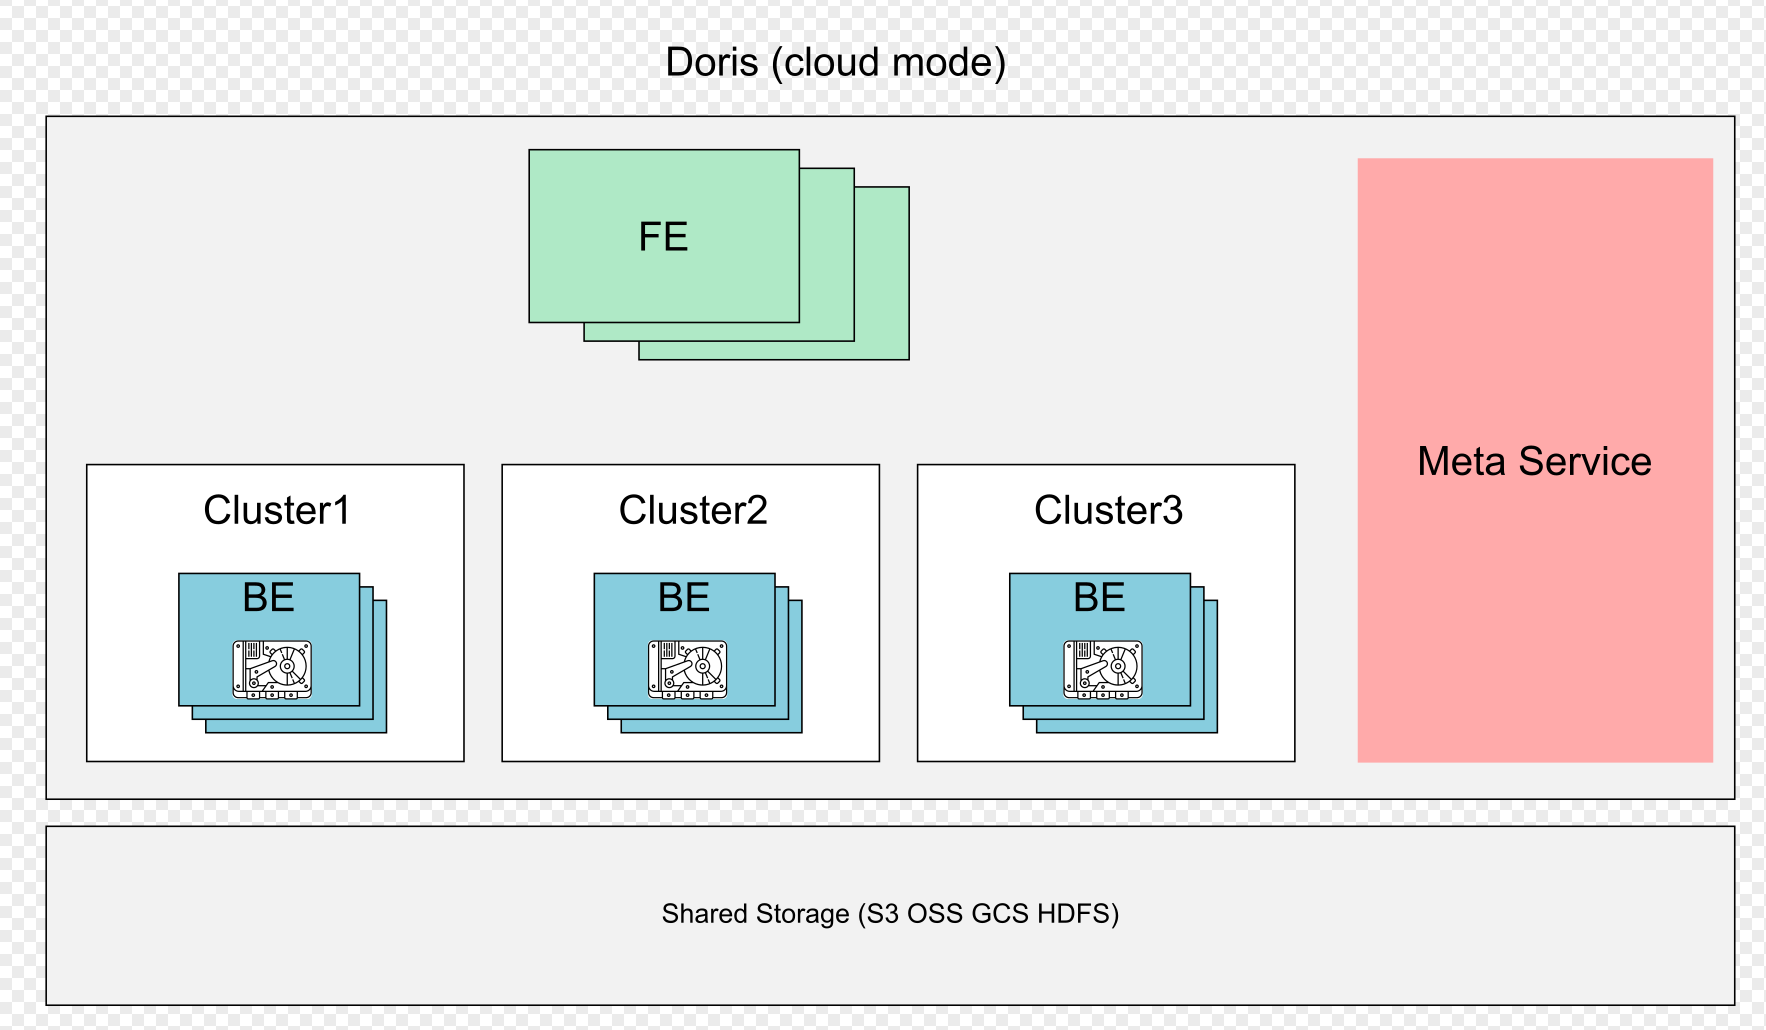 Doris (cloud mode)
FE
Meta Service
Cluster1
Cluster2
Cluster3
BE
BE
BE
Shared Storage (S3 OSS GCS HDFS)